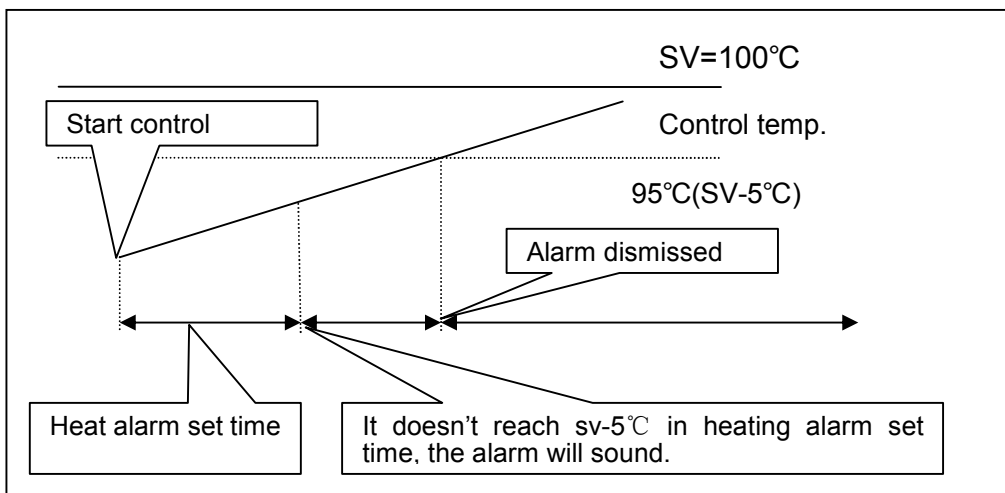 SV=100℃
Start control
Control temp.
95℃(SV-5℃)
Alarm dismissed
Heat alarm set time
It doesn't reach sv-5℃ in heating alarm set
time, the alarm will sound.